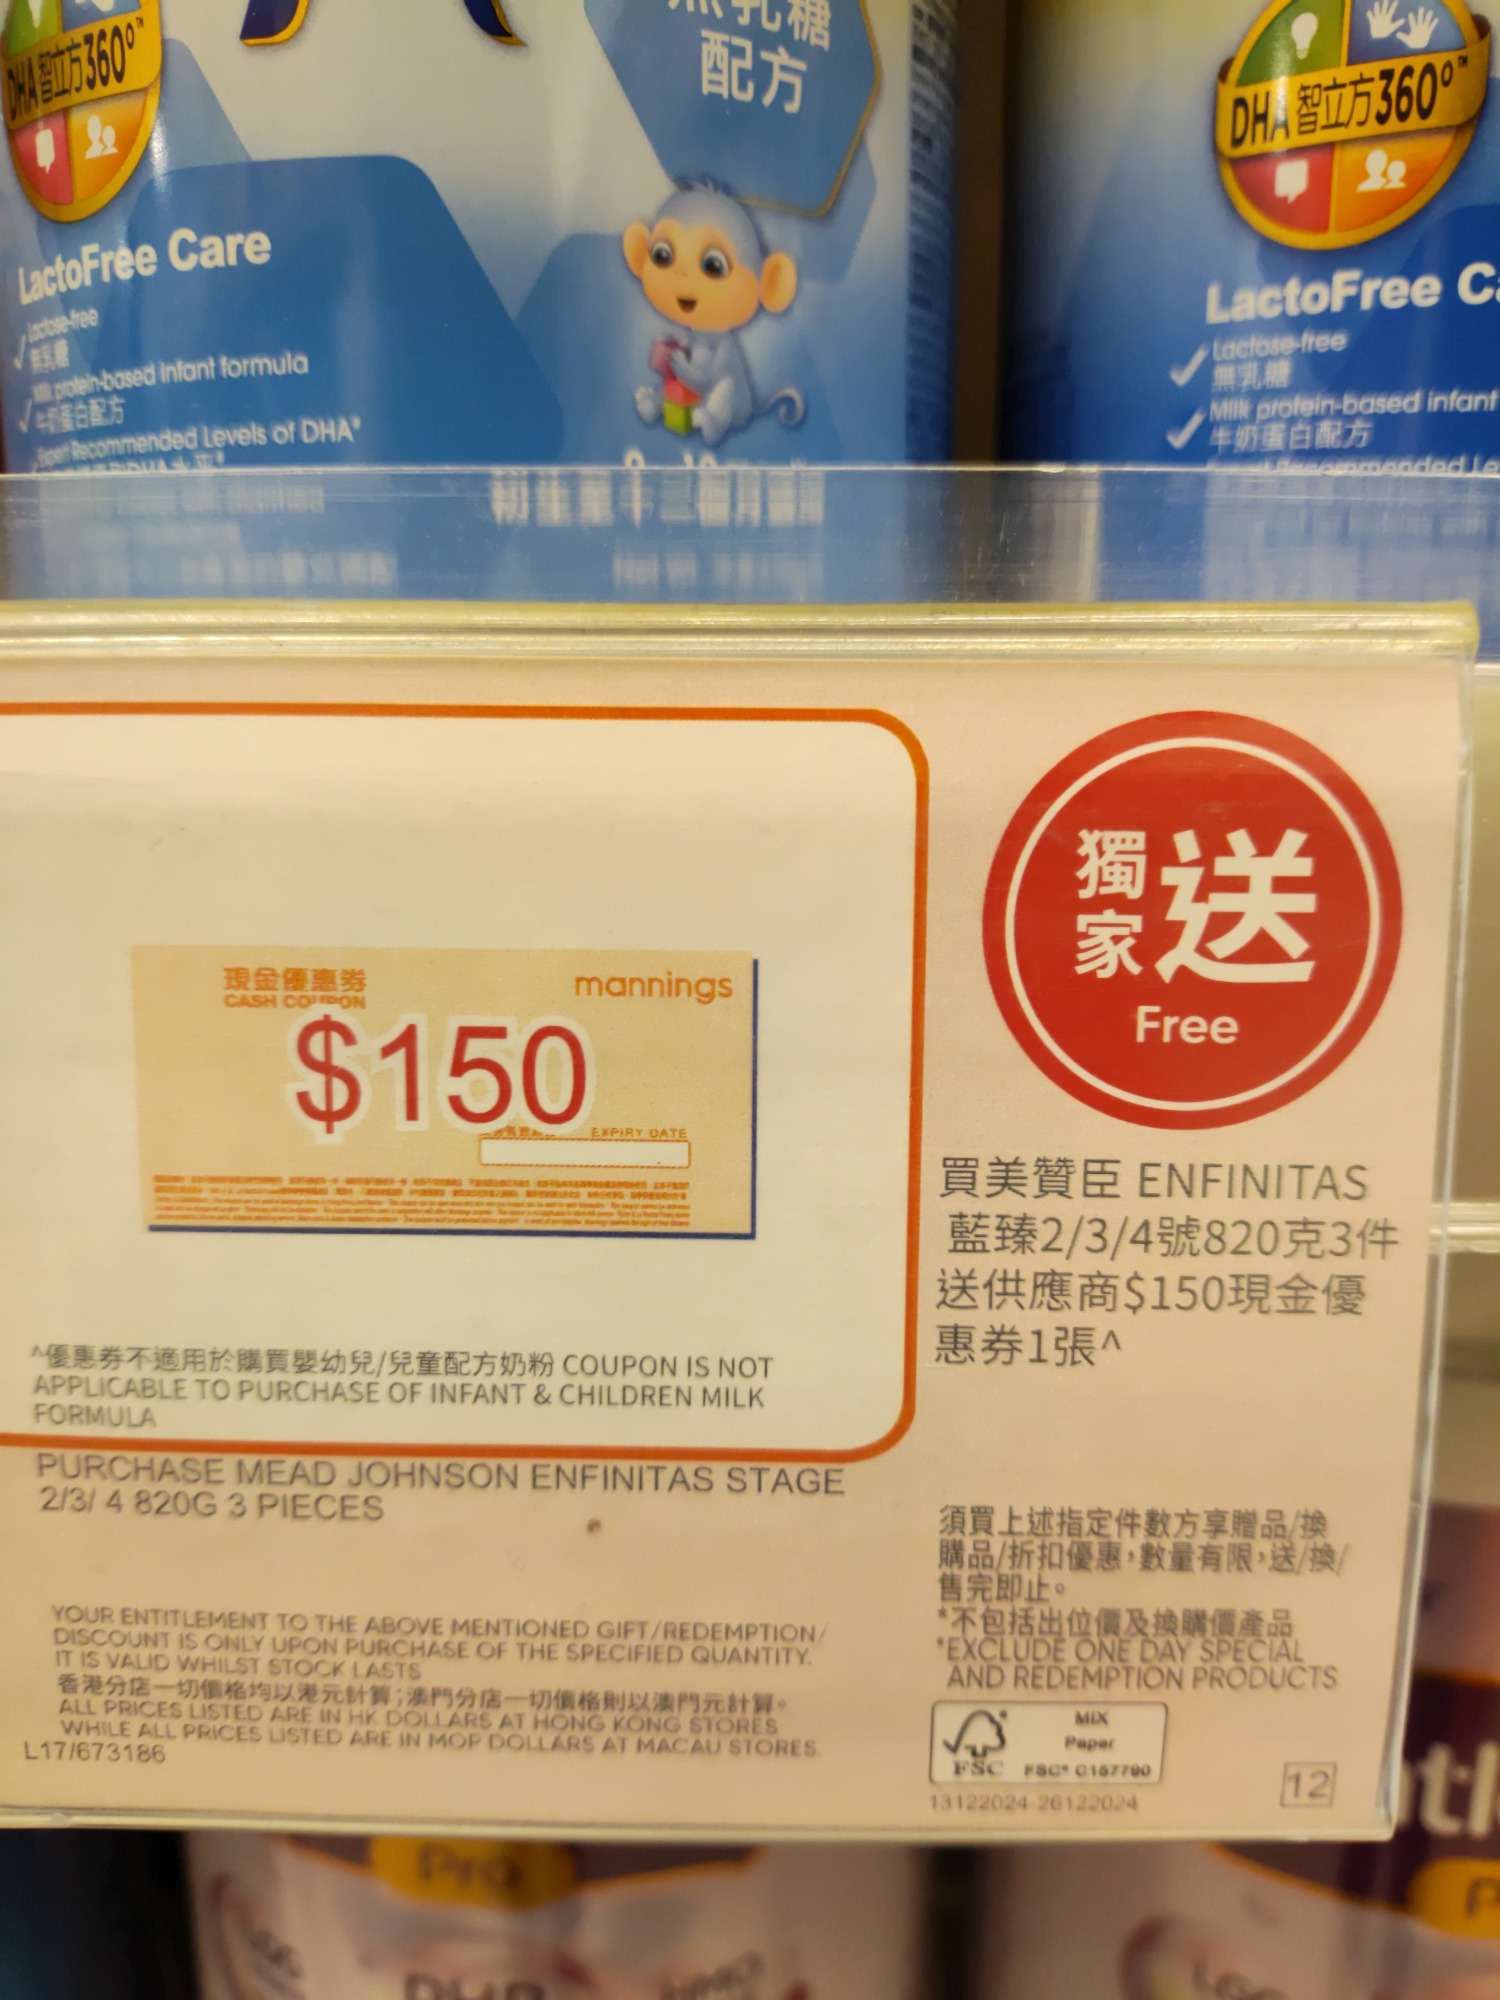 無乳糖
配方
DHA智立方360°™
DHA智立方360°™
LactoFree Care
Lactose-free
無乳糖
Milk protein-based infant formula
牛奶蛋白配方
Expert Recommended Levels of DHA*
LactoFree Ca
Lactose-free
無乳糖
Milk protein-based infant
牛奶蛋白配方
獨家送
Free
現金優惠券
CASH COUPON
mannings
$150
EXPIRY DATE
^優惠券不適用於購買嬰幼兒/兒童配方奶粉 COUPON IS NOT
APPLICABLE TO PURCHASE OF INFANT & CHILDREN MILK
FORMULA
買美贊臣 ENFINITAS
藍臻2/3/4號820克3件
送供應商$150現金優
惠券1張^
PURCHASE MEAD JOHNSON ENFINITAS STAGE
2/3/ 4 820G 3 PIECES
須買上述指定件數方享贈品/換
購品/折扣優惠，數量有限，送/換/
售完即止。
*不包括出位價及換購價產品
*EXCLUDE ONE DAY SPECIAL
AND REDEMPTION PRODUCTS
YOUR ENTITLEMENT TO THE ABOVE MENTIONED GIFT/REDEMPTION/
DISCOUNT IS ONLY UPON PURCHASE OF THE SPECIFIED QUANTITY.
IT IS VALID WHILST STOCK LASTS
香港分店一切價格均以港元計算；澳門分店一切價格則以澳門元計算。
ALL PRICES LISTED ARE IN HK DOLLARS AT HONG KONG STORES
WHILE ALL PRICES LISTED ARE IN MOP DOLLARS AT MACAU STORES.
L17/673186
FSC
MIX
Paper
FSC® C157790
13122024-26122024
12
Pro